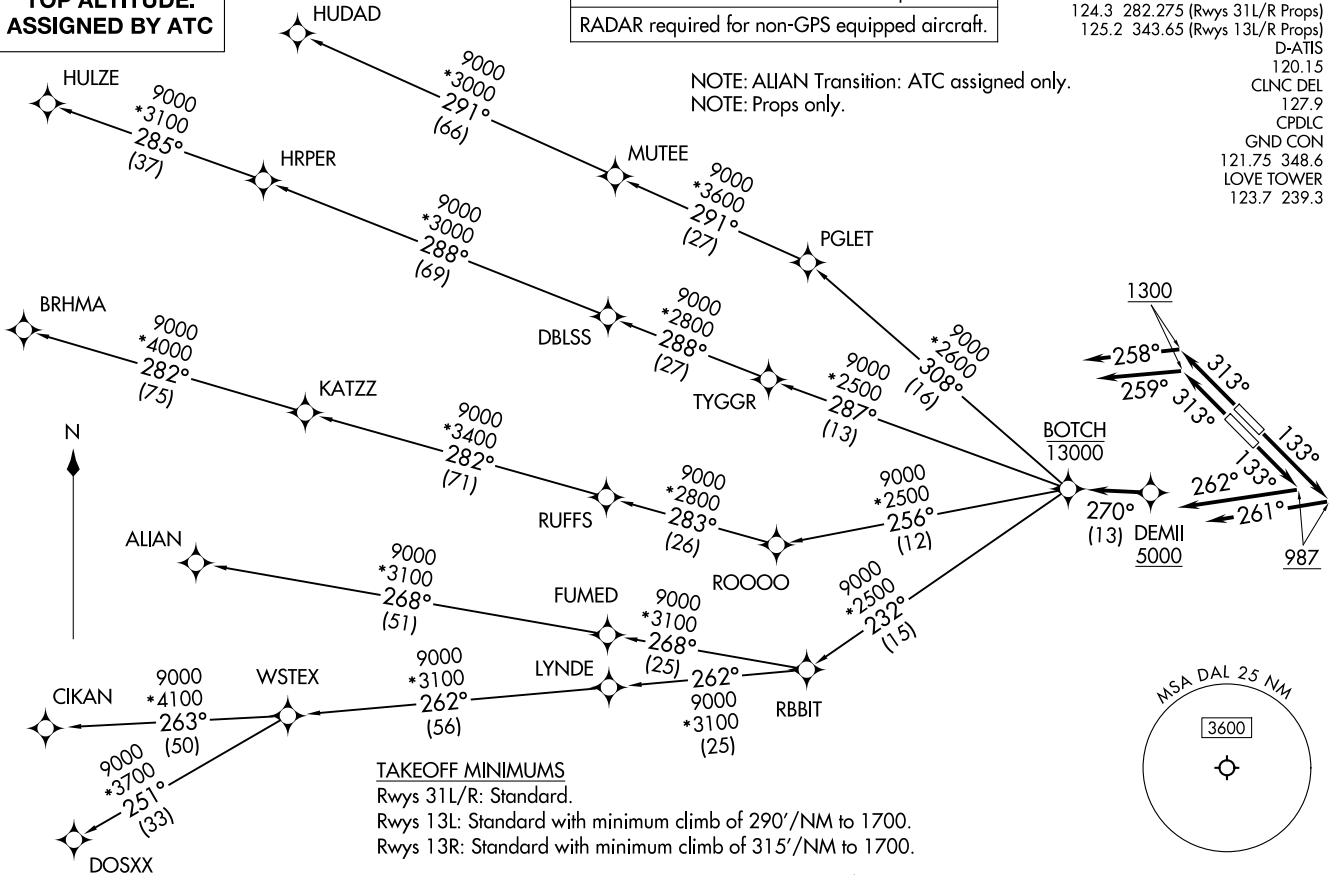 TOP ALTITUDE:
ASSIGNED BY ATC
RADAR required for non-GPS equipped aircraft.
NOTE: ALIAN Transition: ATC assigned only.
NOTE: Props only.
124.3 282.275 (Rwys 31L/R Props)
125.2 343.65 (Rwys 13L/R Props)
D-ATIS
120.15
CLNC DEL
127.9
CPDLC
GND CON
121.75 348.6
LOVE TOWER
123.7 239.3
HUDAD
9000
*3000
291°
(66)
HULZE
9000
*3100
285°
(37)
HRPER
MUTEE
9000
*3600
291°
(27)
PGLET
9000
*3000
288°
(69)
BRHMA
9000
*4000
282°
(75)
DBLSS
9000
*2800
288°
(27)
TYGGR
9000
*2500
287°
(13)
9000
*2600
308°
(16)
1300
258°
259°
313°
313°
133°
133°
262°
261°
987
KATZZ
9000
*3400
282°
(71)
RUFFS
9000
*2800
283°
(26)
ROOOO
9000
*2500
256°
(12)
BOTCH
13000
270°
(13)
DEMII
5000
N
ALIAN
9000
*3100
268°
(51)
FUMED
9000
*3100
268°
(25)
9000
*2500
232°
(15)
RBBIT
LYNDE
262°
9000
*3100
(25)
9000
*3100
262°
(56)
WSTEX
CIKAN
9000
*4100
263°
(50)
9000
*3700
251°
(33)
DOSXX
TAKEOFF MINIMUMS
Rwys 31L/R: Standard.
Rwys 13L: Standard with minimum climb of 290'/NM to 1700.
Rwys 13R: Standard with minimum climb of 315'/NM to 1700.
MSA DAL 25 NM
3600